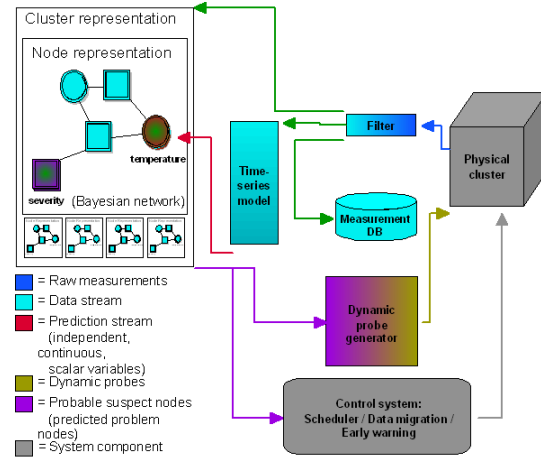 Cluster representation
Node representation
temperature
severity
(Bayesian network)
Time-
series
model
Filter
Measurement
DB
Physical
cluster
Dynamic
probe
generator
Control system:
Scheduler / Data migration /
Early warning
= Raw measurements
= Data stream
= Prediction stream
(independent,
continuous,
scalar variables)
= Dynamic probes
= Probable suspect nodes
(predicted problem
nodes)
= System component